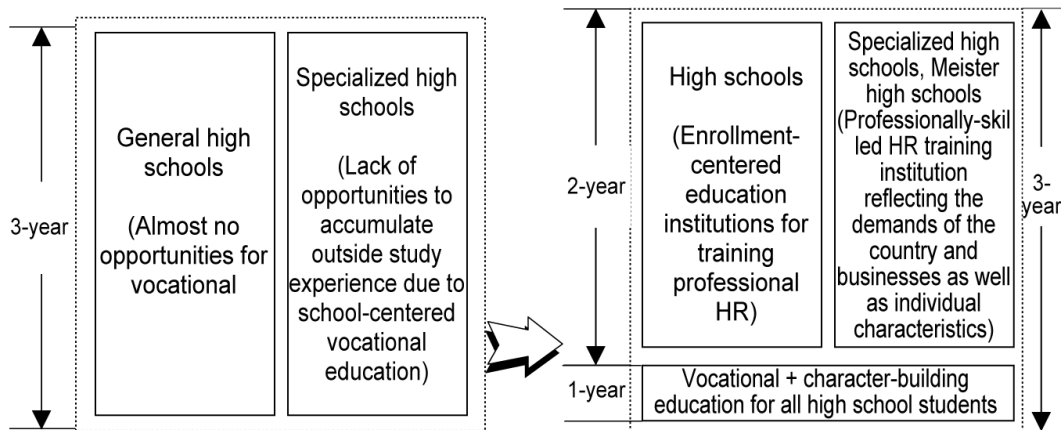 3-year
General high
schools
(Almost no
opportunities for
vocational
Specialized high
schools
(Lack of
opportunities to
accumulate
outside study
experience due to
school-centered
vocational
education)
2-year
High schools
(Enrollment-
centered
education
institutions for
training
professional
HR)
Specialized high
schools, Meister
high schools
(Professionally-skil
led HR training
institution
reflecting the
demands of the
country and
businesses as well
as individual
characteristics)
3-
year
1-year
Vocational + character-building
education for all high school students